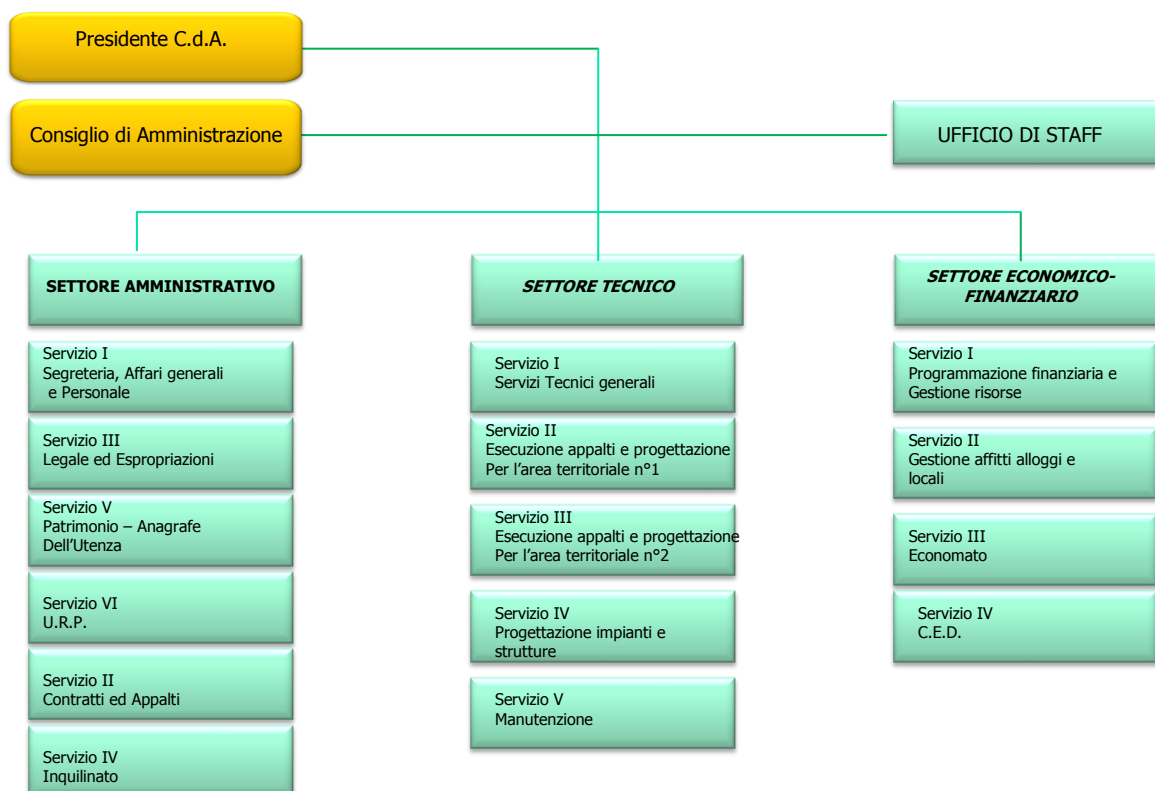 Presidente C.d.A.
Consiglio di Amministrazione
UFFICIO DI STAFF
SETTORE AMMINISTRATIVO
Servizio I
Segreteria, Affari generali
e Personale
Servizio III
Legale ed Espropriazioni
Servizio V
Patrimonio – Anagrafe
Dell’Utenza
Servizio VI
U.R.P.
Servizio II
Contratti ed Appalti
Servizio IV
Inquilinato
SETTORE TECNICO
Servizio I
Servizi Tecnici generali
Servizio II
Esecuzione appalti e progettazione
Per l’area territoriale n°1
Servizio III
Esecuzione appalti e progettazione
Per l’area territoriale n°2
Servizio IV
Progettazione impianti e
strutture
Servizio V
Manutenzione
SETTORE ECONOMICO-
FINANZIARIO
Servizio I
Programmazione finanziaria e
Gestione risorse
Servizio II
Gestione affitti alloggi e
locali
Servizio III
Economato
Servizio IV
C.E.D.